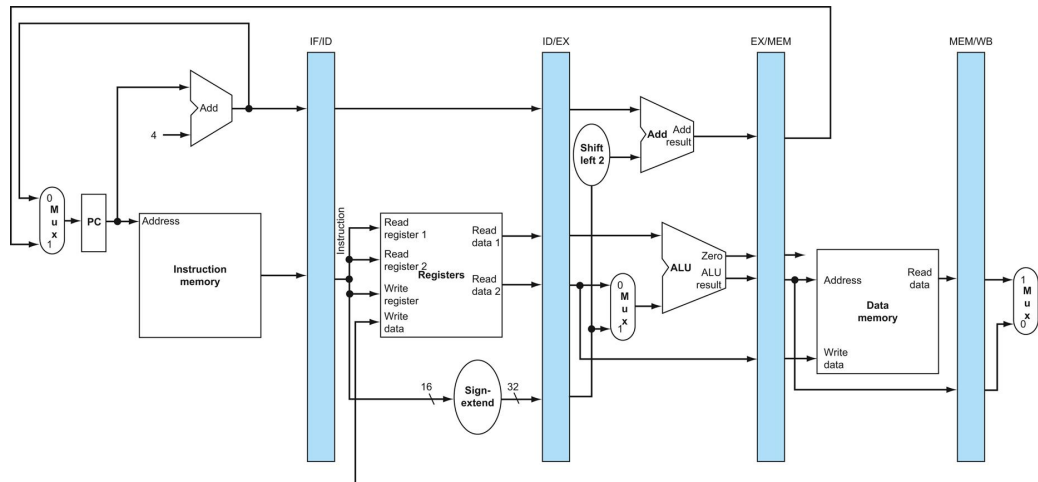 IF/ID
ID/EX
EX/MEM
MEM/WB
Add
4
Add
Add
result
Shift
left 2
0
M
u
x
1
PC
Address
Instruction
memory
Instruction
Read
register 1
Read
register 2
Write
register
Write
data
Registers
Read
data 1
Read
data 2
16
Sign-
extend
32
0
M
u
x
1
Zero
ALU
ALU
result
Address
Read
data
Data
memory
Write
data
1
M
u
x
0